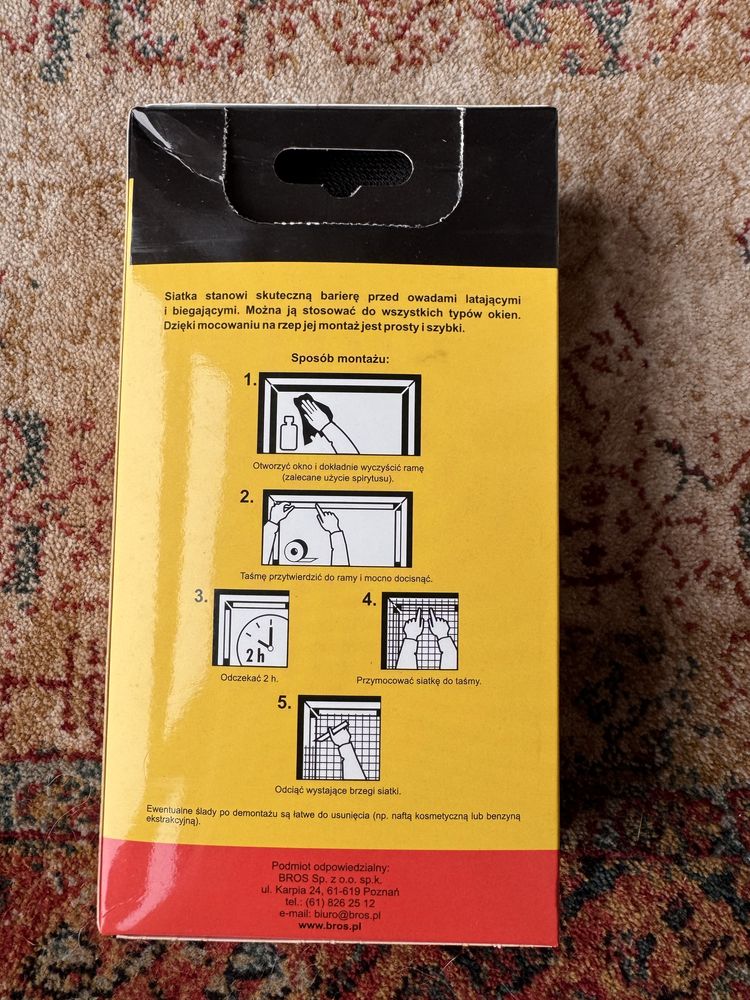 Siatka stanowi skuteczną barierę przed owadami latającymi
i biegającymi. Można ją stosować do wszystkich typów okien.
Dzięki mocowaniu na rzep jej montaż jest prosty i szybki.
Sposób montażu:
1.
Otworzyć okno i dokładnie wyczyścić ramę
(zalecane użycie spirytusu).
2.
Taśmę przytwierdzić do ramy i mocno docisnąć.
3.
2 h
Odczekać 2 h.
4.
Przymocować siatkę do taśmy.
5.
Odciąć wystające brzegi siatki.
Ewentualne ślady po demontażu są łatwe do usunięcia (np. naftą kosmetyczną lub benzyną
ekstrakcyjną).
Podmiot odpowiedzialny:
BROS Sp. z o.o. sp.k.
ul. Karpia 24, 61-619 Poznań
tel.: (61) 826 25 12
e-mail: biuro@bros.pl
www.bros.pl